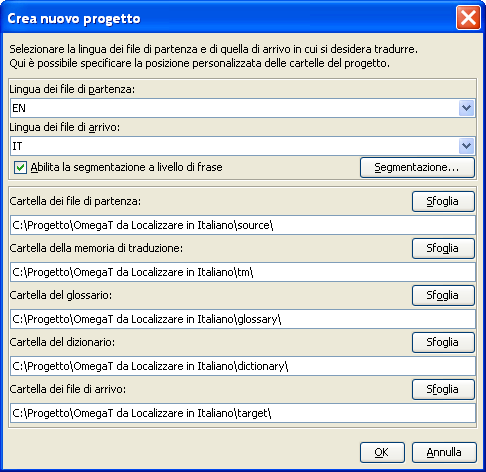 Crea nuovo progetto
Selezionare la lingua dei file di partenza e di quella di arrivo in cui si desidera tradurre.
Qui è possibile specificare la posizione personalizzata delle cartelle del progetto.
Lingua dei file di partenza:
EN
Lingua dei file di arrivo:
IT
Abilita la segmentazione a livello di frase
Segmentazione...
Cartella dei file di partenza:
Sfoglia
C:\Progetto\OmegaT da Localizzare in Italiano\source\
Cartella della memoria di traduzione:
Sfoglia
C:\Progetto\OmegaT da Localizzare in Italiano\tm\
Cartella del glossario:
Sfoglia
C:\Progetto\OmegaT da Localizzare in Italiano\glossary\
Cartella del dizionario:
Sfoglia
C:\Progetto\OmegaT da Localizzare in Italiano\dictionary\
Cartella dei file di arrivo:
Sfoglia
C:\Progetto\OmegaT da Localizzare in Italiano\target\
OK
Annulla